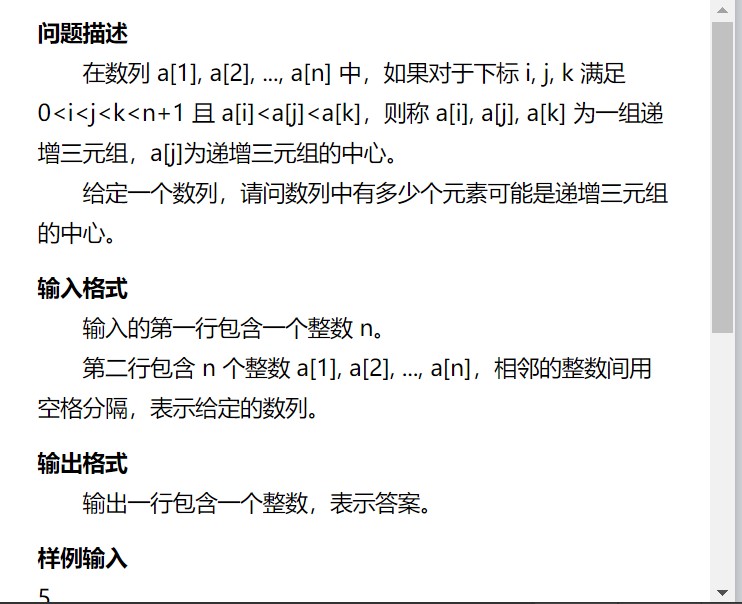 问题描述
在数列 a[1], a[2], ..., a[n] 中，如果对于下标 i, j, k 满足
0<i<j<k<n+1 且 a[i]<a[j]<a[k]，则称 a[i], a[j], a[k] 为一组递
增三元组，a[j]为递增三元组的中心。
给定一个数列，请问数列中有多少个元素可能是递增三元组
的中心。
输入格式
输入的第一行包含一个整数 n。
第二行包含 n 个整数 a[1], a[2], ..., a[n]，相邻的整数间用
空格分隔，表示给定的数列。
输出格式
输出一行包含一个整数，表示答案。
样例输入
5